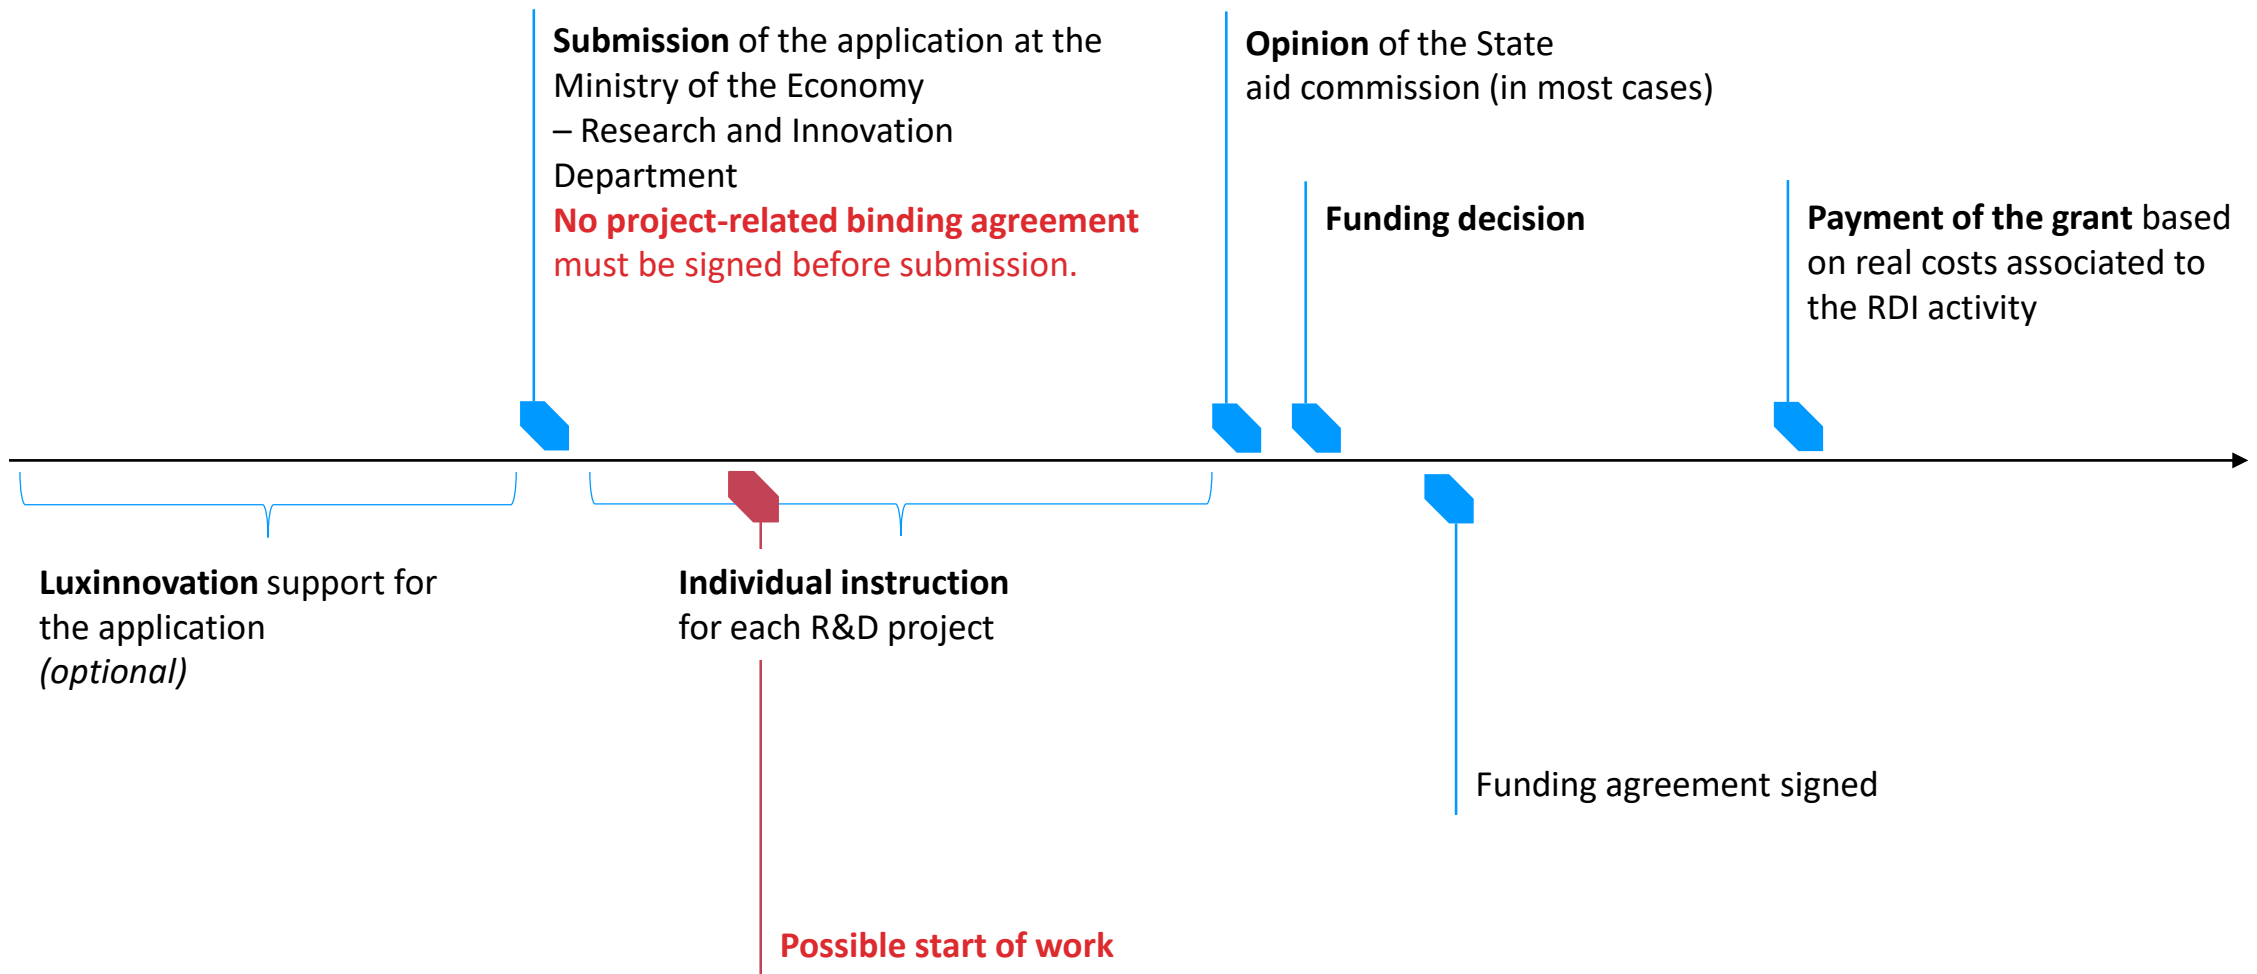 Submission of the application at the
Ministry of the Economy
– Research and Innovation
Department
No project-related binding agreement
must be signed before submission.
Opinion of the State
aid commission (in most cases)
Funding decision
Payment of the grant based
on real costs associated to
the RDI activity
Luxinnovation support for
the application
(optional)
Individual instruction
for each R&D project
Funding agreement signed
Possible start of work